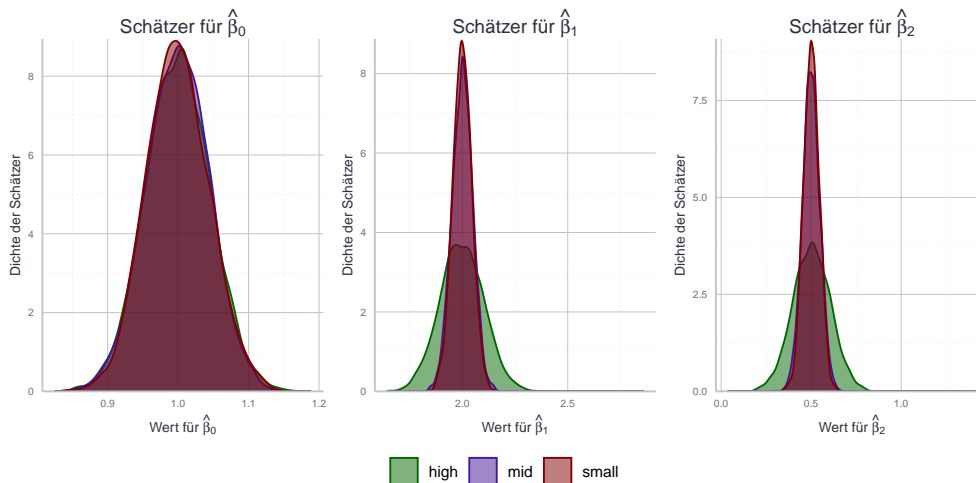 Schätzer für β̂₀
Schätzer für β̂₁
Schätzer für β̂₂
Dichte der Schätzer
8
6
4
2
0
0.9
1.0
1.1
1.2
Wert für β̂₀
Dichte der Schätzer
8
6
4
2
0
2.0
2.5
Wert für β̂₁
Dichte der Schätzer
7.5
5.0
2.5
0.0
0.0
0.5
1.0
Wert für β̂₂
high
mid
small